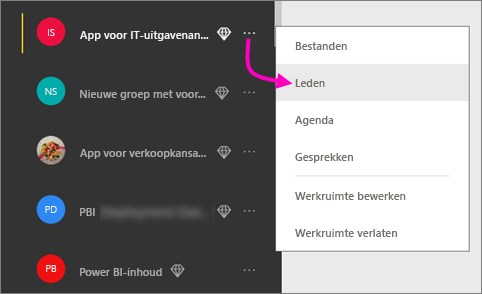 IS App voor IT-uitgavenan... ...
NS Nieuwe groep met voor... ...
App voor verkoopkansa... ...
PD PBI ...
PB Power BI-inhoud ...
Bestanden
Leden
Agenda
Gesprekken
Werkruimte bewerken
Werkruimte verlaten